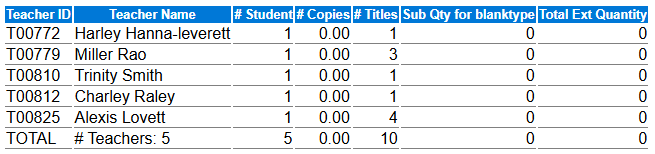 Teacher ID Teacher Name # Student # Copies # Titles Sub Qty for blanktype Total Ext Quantity
T00772 Harley Hanna-leverett 1 0.00 1 0 0
T00779 Miller Rao 1 0.00 3 0 0
T00810 Trinity Smith 1 0.00 1 0 0
T00812 Charley Raley 1 0.00 1 0 0
T00825 Alexis Lovett 1 0.00 4 0 0
TOTAL # Teachers: 5 5 0.00 10 0 0